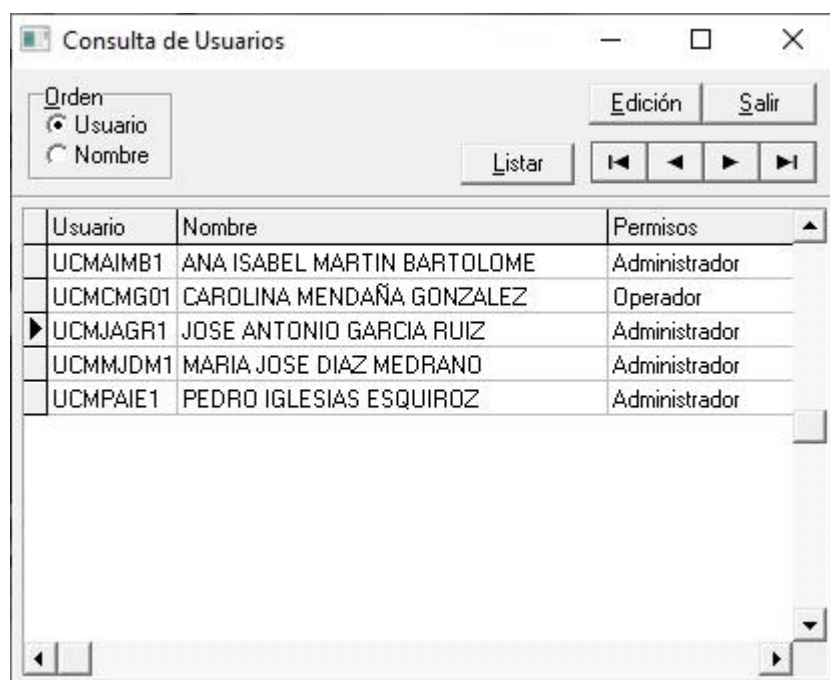 Consulta de Usuarios
Orden
Usuario
Nombre
Edición Salir
Listar
Usuario Nombre Permisos
UCMAIMB1 ANA ISABEL MARTIN BARTOLOME Administrador
UCMCMG01 CAROLINA MENDAÑA GONZALEZ Operador
UCMJAGR1 JOSE ANTONIO GARCIA RUIZ Administrador
UCMMJDM1 MARIA JOSE DIAZ MEDRANO Administrador
UCMPAIE1 PEDRO IGLESIAS ESQUIROZ Administrador